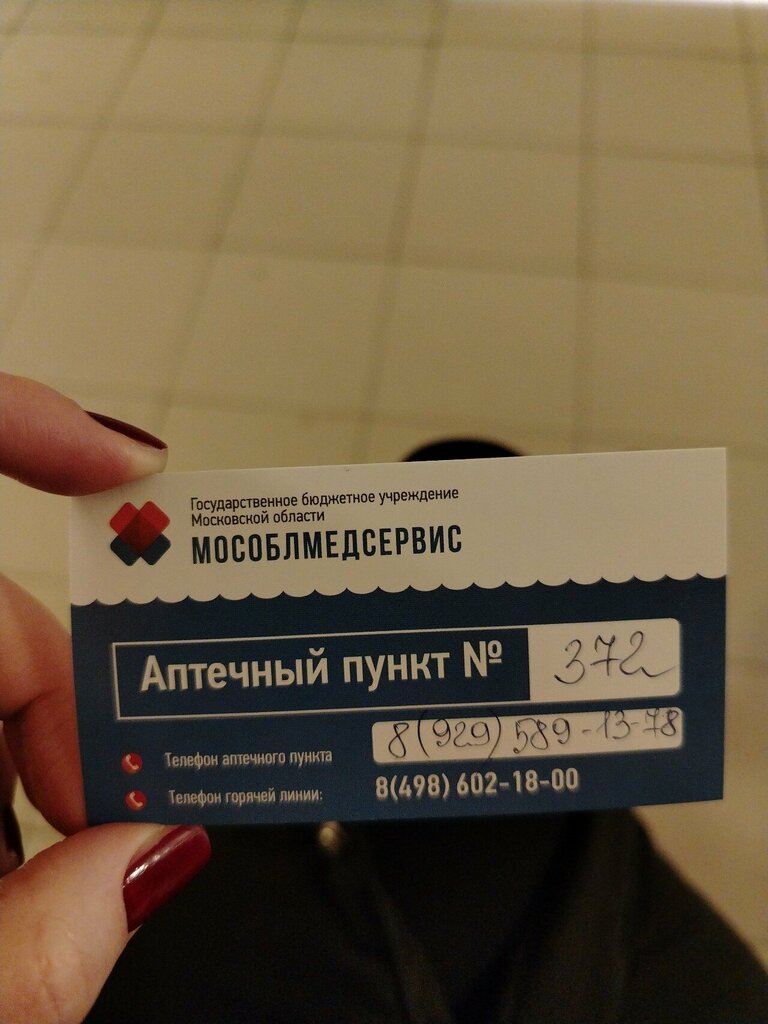 Государственное бюджетное учреждение
Московской области
МОСОБЛМЕДСЕРВИС
Аптечный пункт № 372
Телефон аптечного пункта 8(929) 589-13-78
Телефон горячей линии: 8(498) 602-18-00